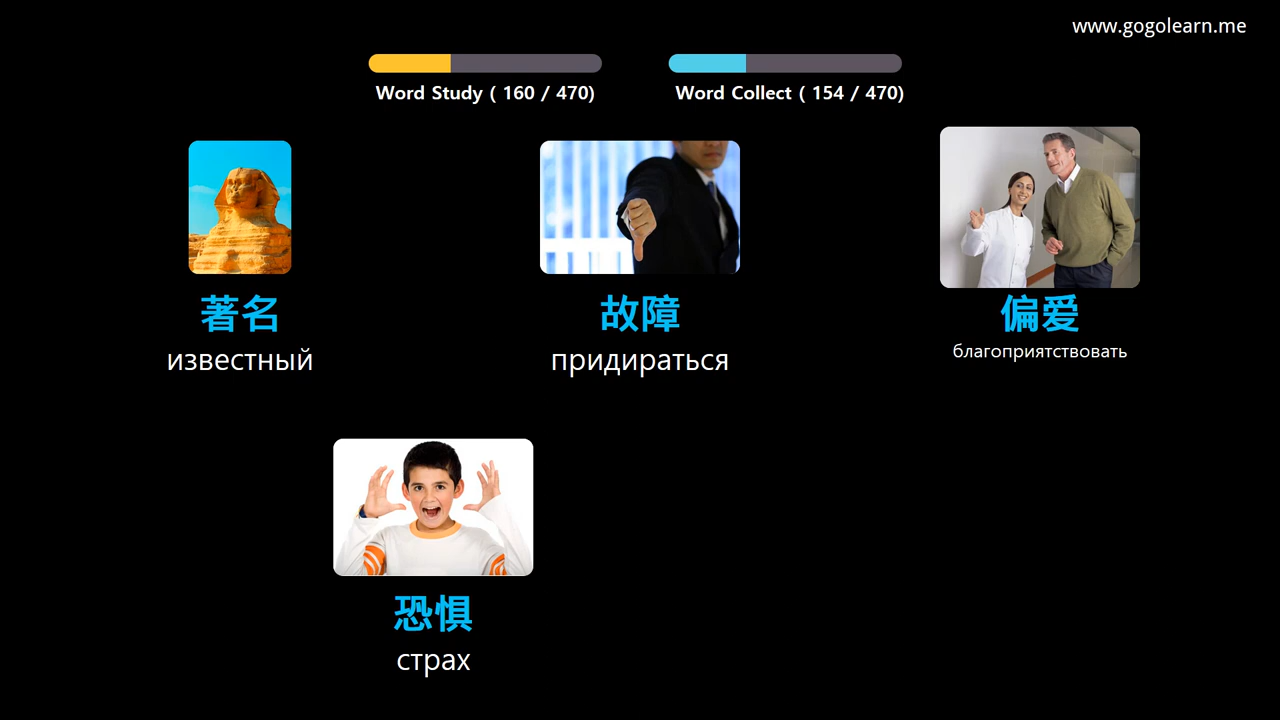 www.gogolearn.me
Word Study ( 160 / 470)
Word Collect ( 154 / 470)
著名
известный
故障
придираться
偏爱
благоприятствовать
恐惧
страх